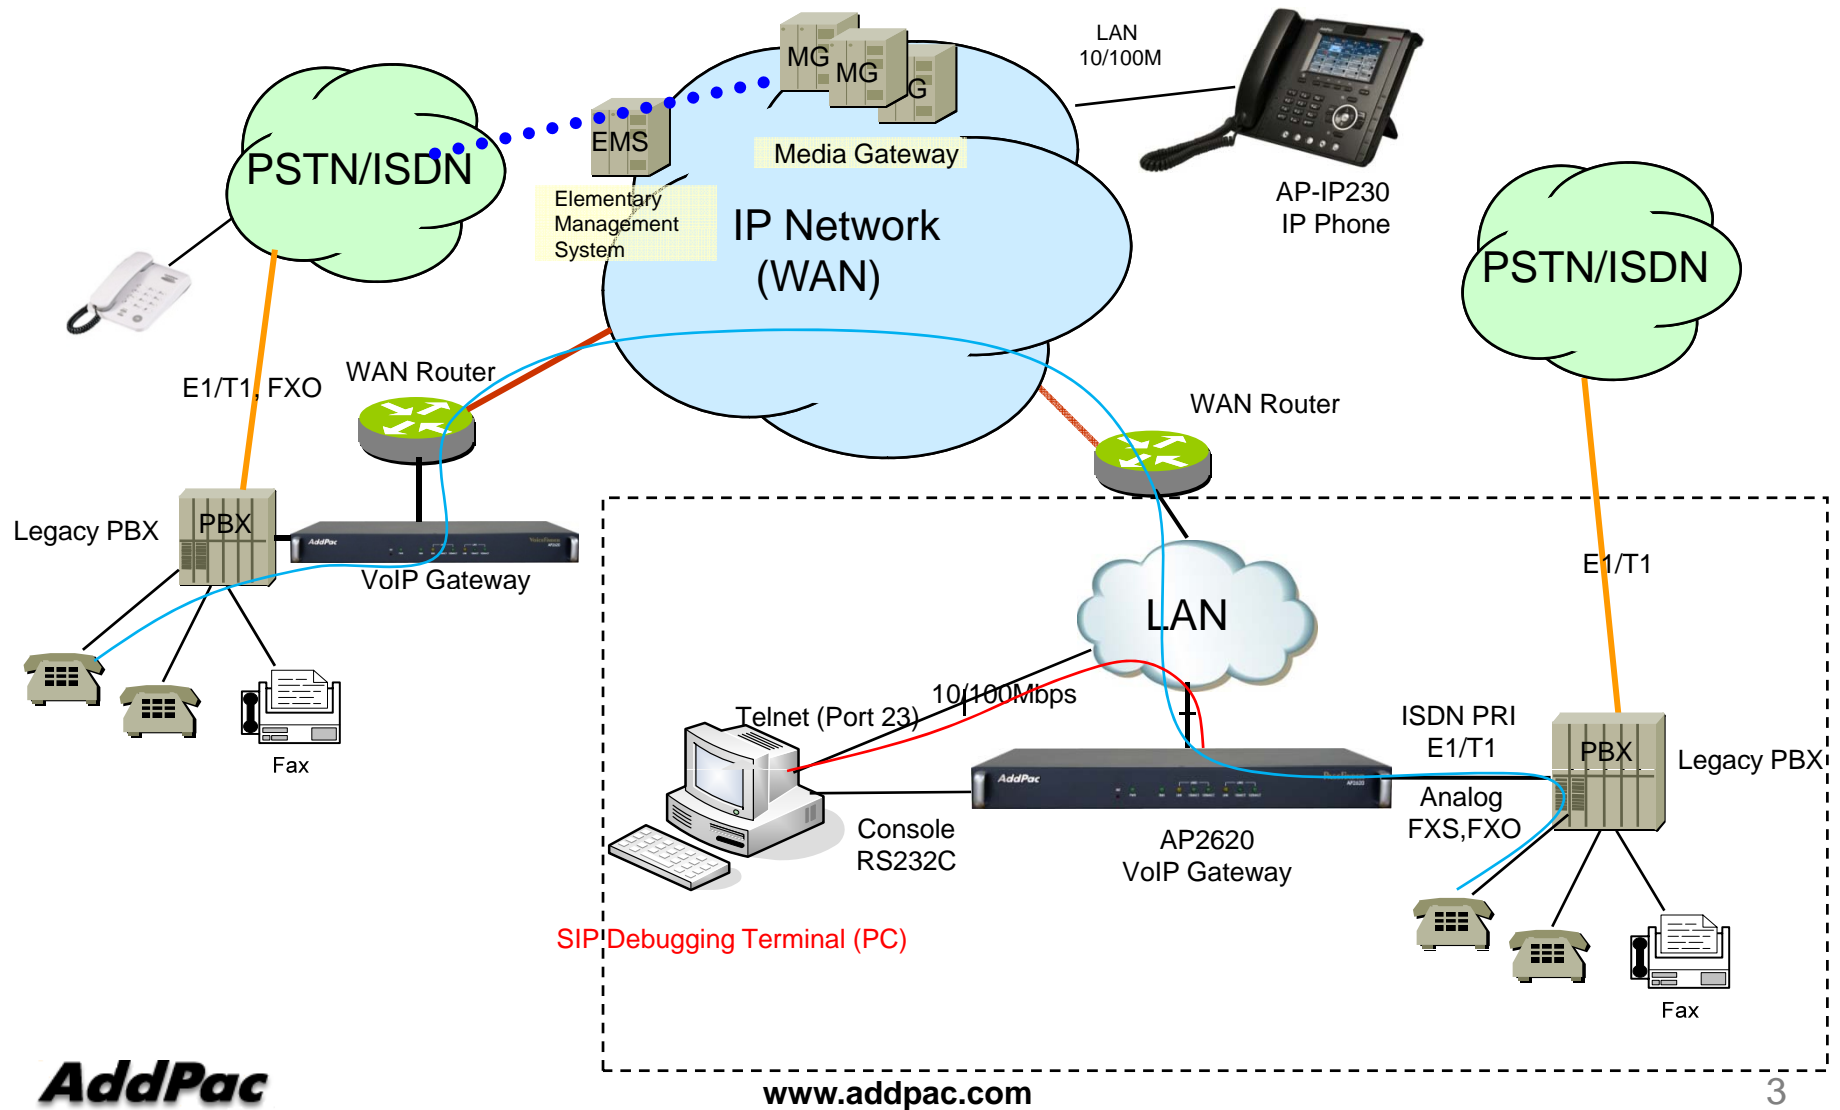 MG
MG
G
LAN
10/100M
EMS
Media Gateway
PSTN/ISDN
Elementary
Management
System
IP Network
(WAN)
AP-IP230
IP Phone
PSTN/ISDN
E1/T1, FXO
WAN Router
WAN Router
Legacy PBX
PBX
AddPac
VoIP Gateway
E1/T1
LAN
Fax
Telnet (Port 23)
10/100Mbps
ISDN PRI
E1/T1
PBX
Legacy PBX
AddPac
Console
RS232C
AP2620
VoIP Gateway
Analog
FXS,FXO
SIP Debugging Terminal (PC)
Fax
AddPac
www.addpac.com
3